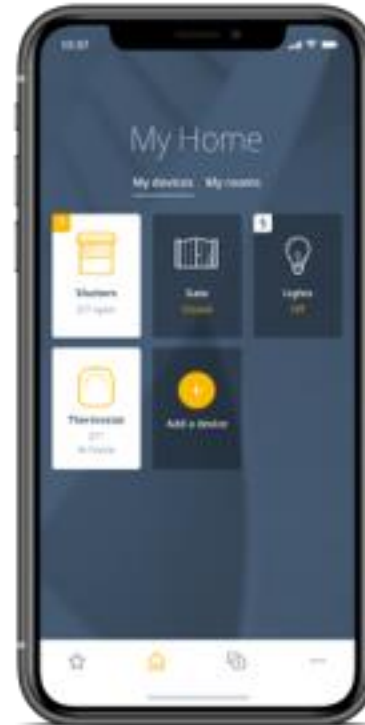 My Home
My devices My rooms
Shutters
Gate
Lights
Closed
Off
Thermostat
Add a device